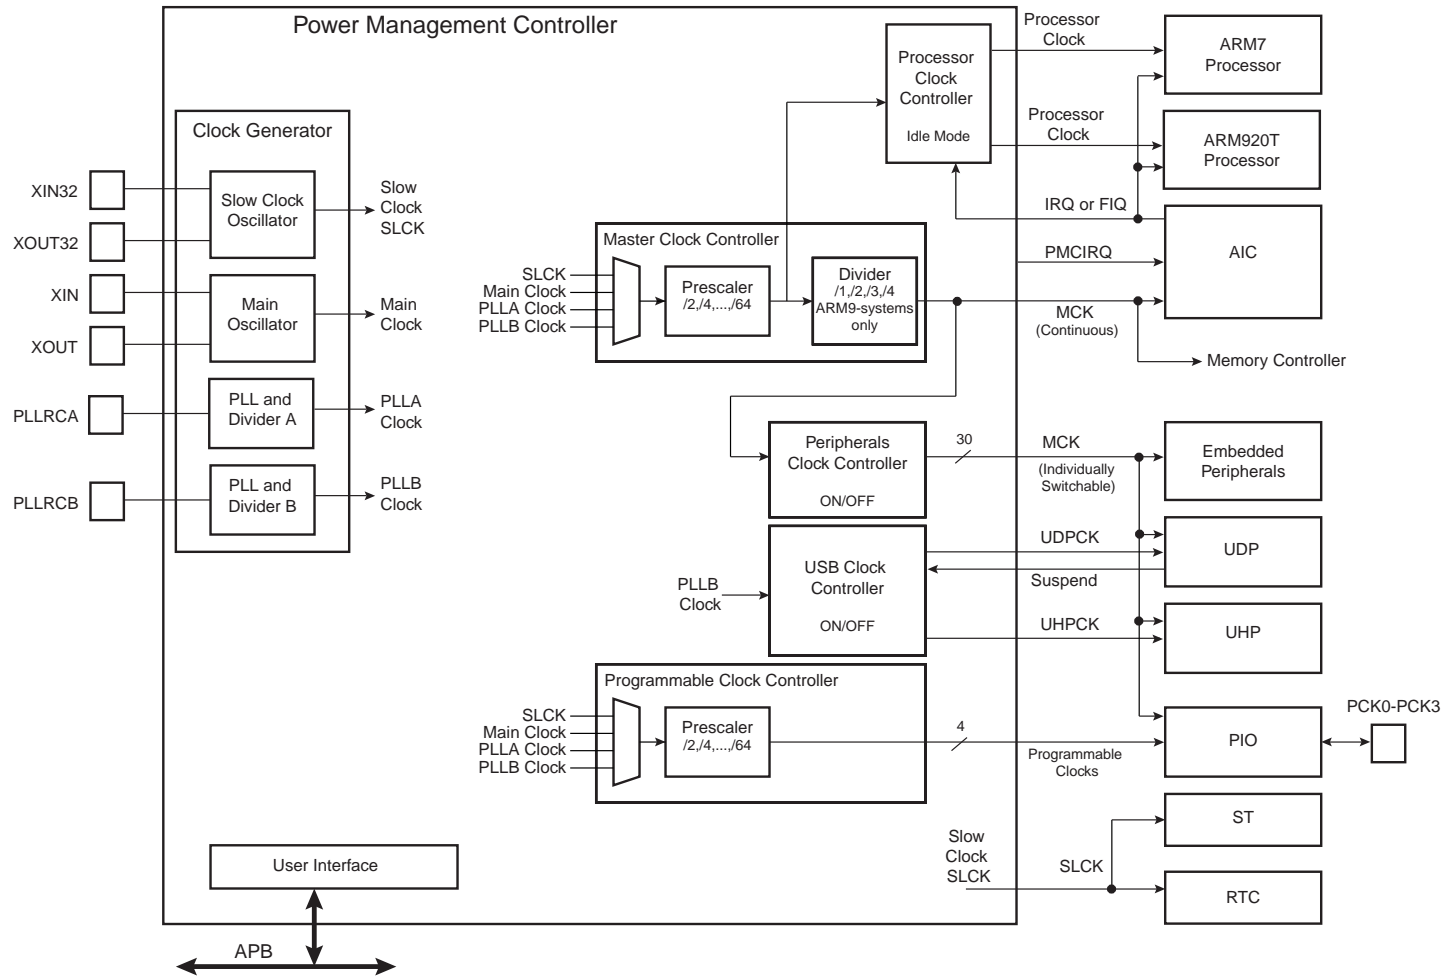 Power Management Controller
Processor
Clock
ARM7
Processor
Processor
Clock
Controller
Idle Mode
Processor
Clock
ARM920T
Processor
Clock Generator
XIN32
XOUT32
Slow Clock
Oscillator
Slow
Clock
SLCK
XIN
XOUT
Main
Oscillator
Main
Clock
PLLRCA
PLL and
Divider A
PLLA
Clock
PLLRCB
PLL and
Divider B
PLLB
Clock
IRQ or FIQ
PMCIRQ
AIC
Master Clock Controller
SLCK
Main Clock
PLLA Clock
PLLB Clock
Prescaler
/2,/4,...,/64
Divider
/1,/2,/3,/4
ARM9-systems
only
MCK
(Continuous)
Memory Controller
Peripherals
Clock Controller
ON/OFF
30
MCK
(Individually
Switchable)
Embedded
Peripherals
PLLB
Clock
USB Clock
Controller
ON/OFF
UDPCK
Suspend
UDP
UHPCK
UHP
Programmable Clock Controller
SLCK
Main Clock
PLLA Clock
PLLB Clock
Prescaler
/2,/4,...,/64
4
Programmable
Clocks
PIO
PCK0-PCK3
Slow
Clock
SLCK
SLCK
ST
RTC
User Interface
APB